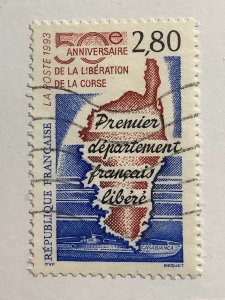 LA POSTE 1993
50e
ANNIVERSAIRE
DE LA LIBÉRATION
DE LA CORSE
2,80
Premier
département
français
libéré
RÉPUBLIQUE FRANÇAISE
CASABIANCA
BEQUET